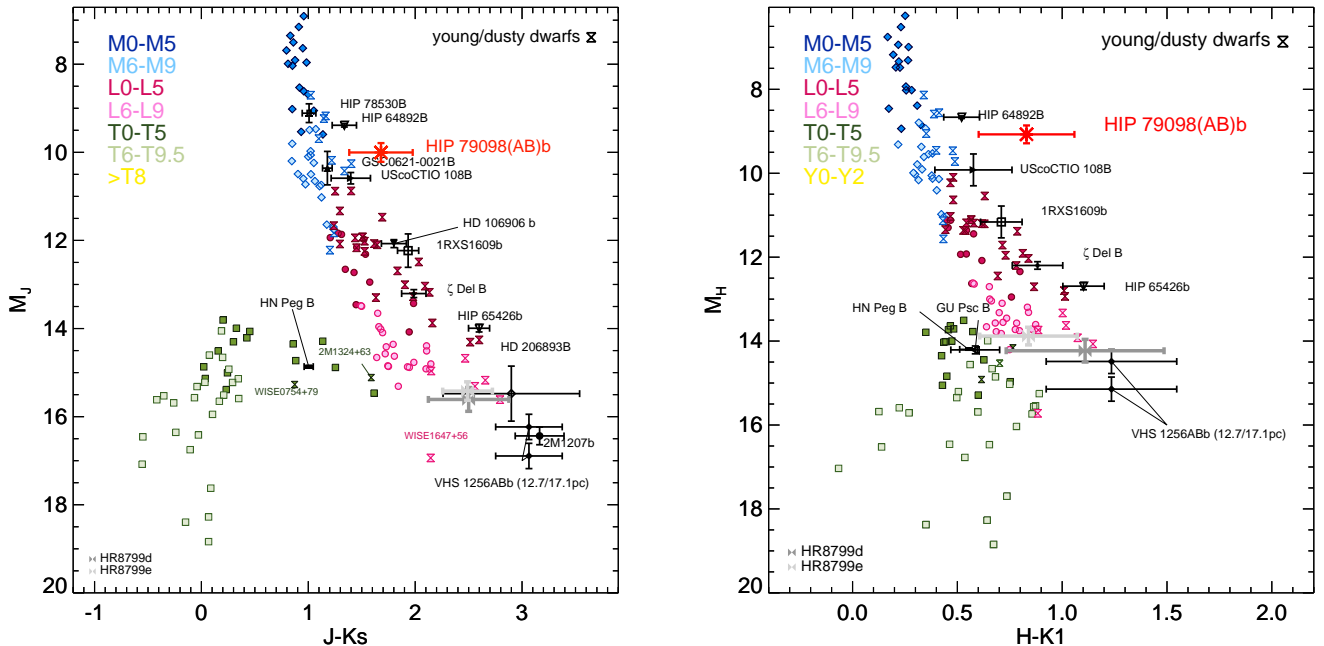 M0-M5
M6-M9
L0-L5
L6-L9
T0-T5
T6-T9.5
>T8
young/dusty dwarfs
HIP 78530B
HIP 64892B
HIP 79098(AB)b
GSC0621-0021B
UScoCTIO 108B
HD 106906 b
1RXS1609b
ζ Del B
HN Peg B
HIP 65426b
2M1324+63
HD 206893B
WISE0754+79
WISE1647+56
2M1207b
VHS 1256ABb (12.7/17.1pc)
HR8799d
HR8799e
8
10
12
14
16
18
20
M_J
-1
0
1
2
3
J-Ks
M0-M5
M6-M9
L0-L5
L6-L9
T0-T5
T6-T9.5
Y0-Y2
young/dusty dwarfs
HIP 64892B
HIP 79098(AB)b
UScoCTIO 108B
1RXS1609b
ζ Del B
HN Peg B
GU Psc B
HIP 65426b
VHS 1256ABb (12.7/17.1pc)
HR8799d
HR8799e
8
10
12
14
16
18
20
M_H
0.0
0.5
1.0
1.5
2.0
H-K1